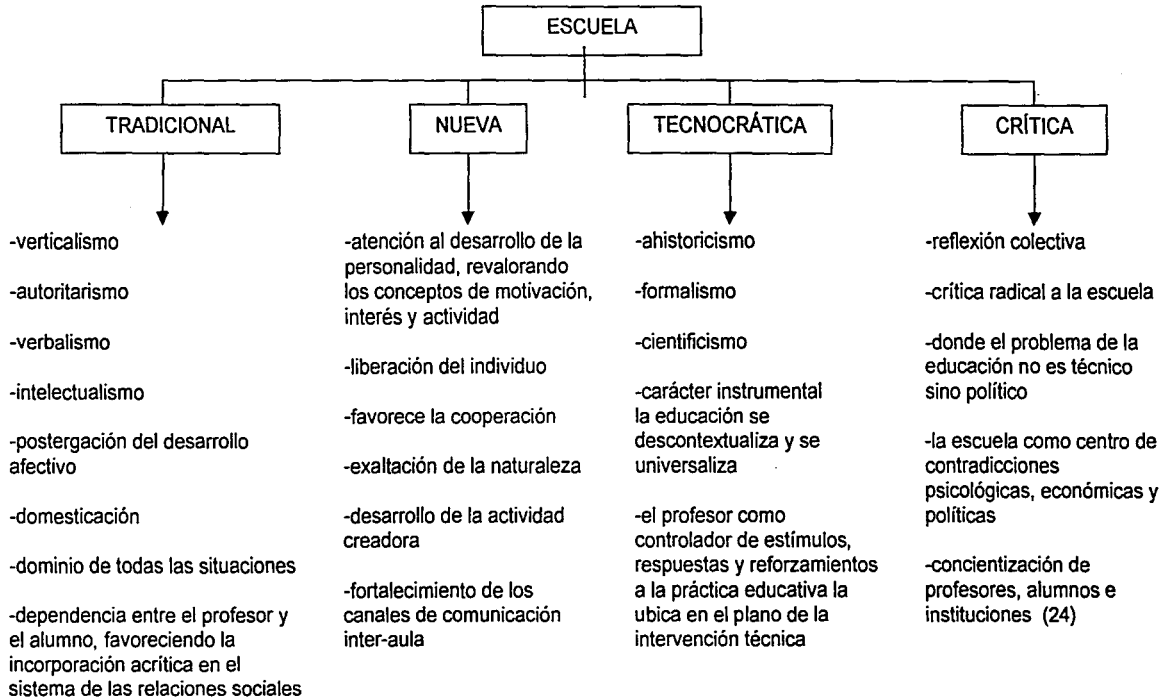 ESCUELA
TRADICIONAL
-verticalismo
-autoritarismo
-verbalismo
-intelectualismo
-postergación del desarrollo
afectivo
-domesticación
-dominio de todas las situaciones
-dependencia entre el profesor y
el alumno, favoreciendo la
incorporación acrítica en el
sistema de las relaciones sociales
NUEVA
-atención al desarrollo de la
personalidad, revalorando
los conceptos de motivación,
interés y actividad
-liberación del individuo
-favorece la cooperación
-exaltación de la naturaleza
-desarrollo de la actividad
creadora
-fortalecimiento de los
canales de comunicación
inter-aula
TECNOCRÁTICA
-ahistoricismo
-formalismo
-cientificismo
-carácter instrumental
la educación se
descontextualiza y se
universaliza
-el profesor como
controlador de estímulos,
respuestas y reforzamientos
a la práctica educativa la
ubica en el plano de la
intervención técnica
CRÍTICA
-reflexión colectiva
-crítica radical a la escuela
-donde el problema de la
educación no es técnico
sino político
-la escuela como centro de
contradicciones
psicológicas, económicas y
políticas
-concientización de
profesores, alumnos e
instituciones (24)